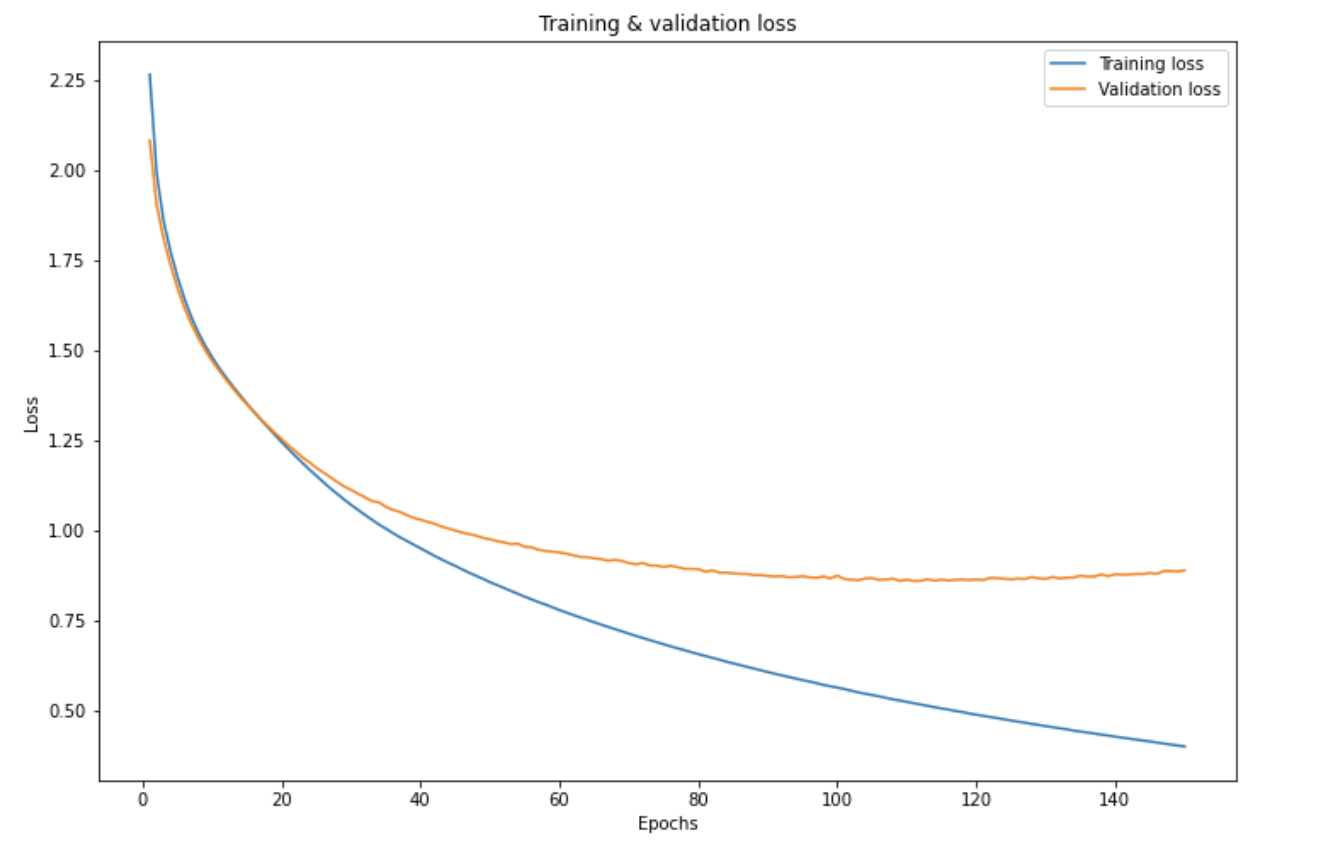 Training & validation loss
Training loss
Validation loss
2.25
2.00
1.75
1.50
1.25
1.00
0.75
0.50
Loss
0 20 40 60 80 100 120 140
Epochs